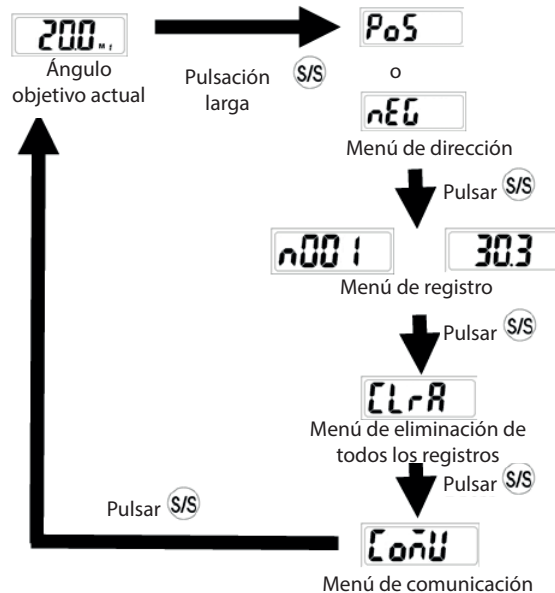 20.0 M 1
Ángulo
objetivo actual
Pulsación
larga
S/S
PoS
o
nEG
Menú de dirección
Pulsar S/S
n001 30.3
Menú de registro
Pulsar S/S
CLrA
Menú de eliminación de
todos los registros
Pulsar S/S
Pulsar S/S
Menú de comunicación